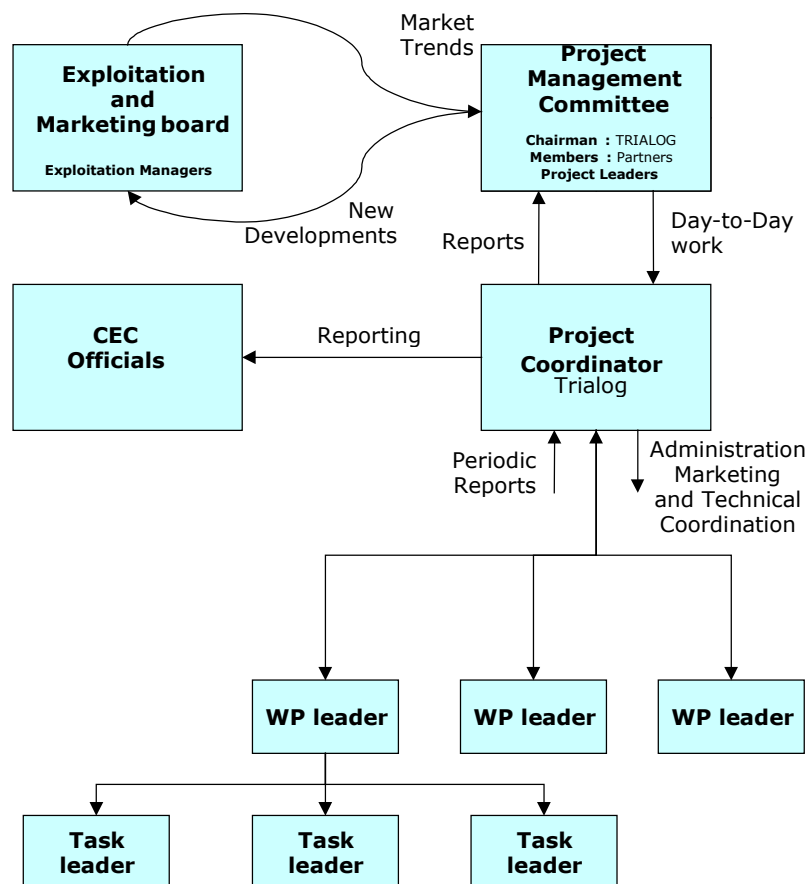 Market
Trends
Exploitation
and
Marketing board
Exploitation Managers
Project
Management
Committee
Chairman : TRIALOG
Members : Partners
Project Leaders
New
Developments
Reports
Day-to-Day
work
CEC
Officials
Reporting
Project
Coordinator
Trialog
Periodic
Reports
Administration
Marketing
and Technical
Coordination
WP leader
WP leader
WP leader
Task
leader
Task
leader
Task
leader